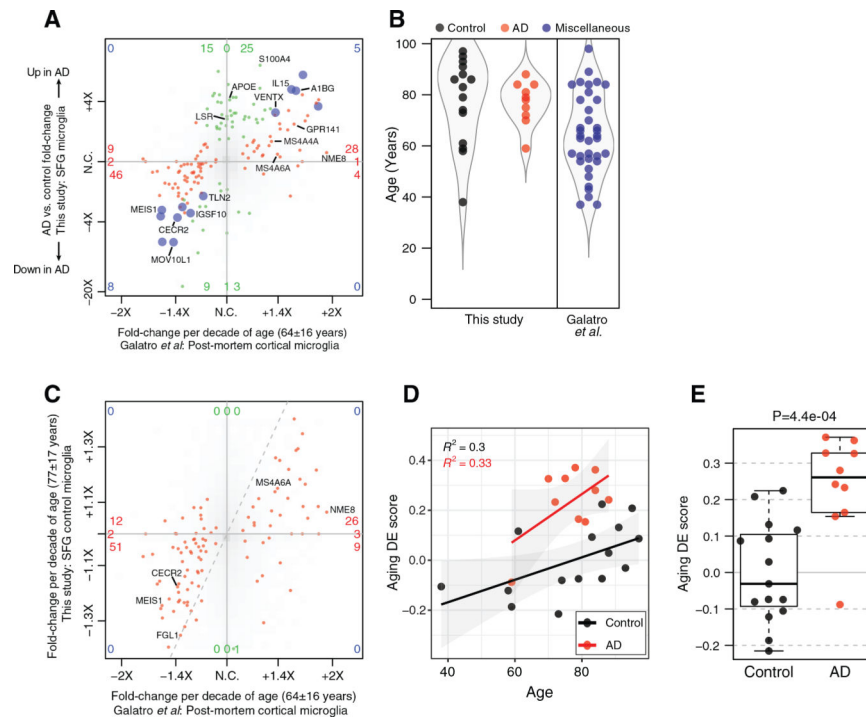 A
0
15 0 25
5
S100A4
Up in AD
IL15
A1BG
APOE
VENTX
4X
LSR
GPR141
MS4A4A
9
28
N.C.
2
NME8
1
46
MS4A6A
4
TLN2
MEIS1
IGSF10
-4X
CECR2
MOV10L1
Down in AD
8
9 1 3
0
-20X
AD vs. control fold-change
This study: SFG microglia
-2X -1.4X N.C. +1.4X +2X
Fold-change per decade of age (64±16 years)
Galatro et al: Post-mortem cortical microglia
B
Control AD Miscellaneous
100
80
60
40
20
0
Age (Years)
This study Galatro
et al.
C
0
0 0 0
0
+1.3X
MS4A6A
+1.1X
NME8
12
26
2
3
51
9
-1.1X
CECR2
MEIS1
-1.3X
FGL1
0
0 0 1
0
Fold-change per decade of age (77±17 years)
This study: SFG control microglia
-2X -1.4X N.C. +1.4X +2X
Fold-change per decade of age (64±16 years)
Galatro et al: Post-mortem cortical microglia
D
R² = 0.3
R² = 0.33
0.4
0.2
0.0
-0.2
Aging DE score
Control
AD
40 60 80
Age
E
P=4.4e-04
0.3
0.2
0.1
0.0
-0.1
-0.2
Aging DE score
Control AD